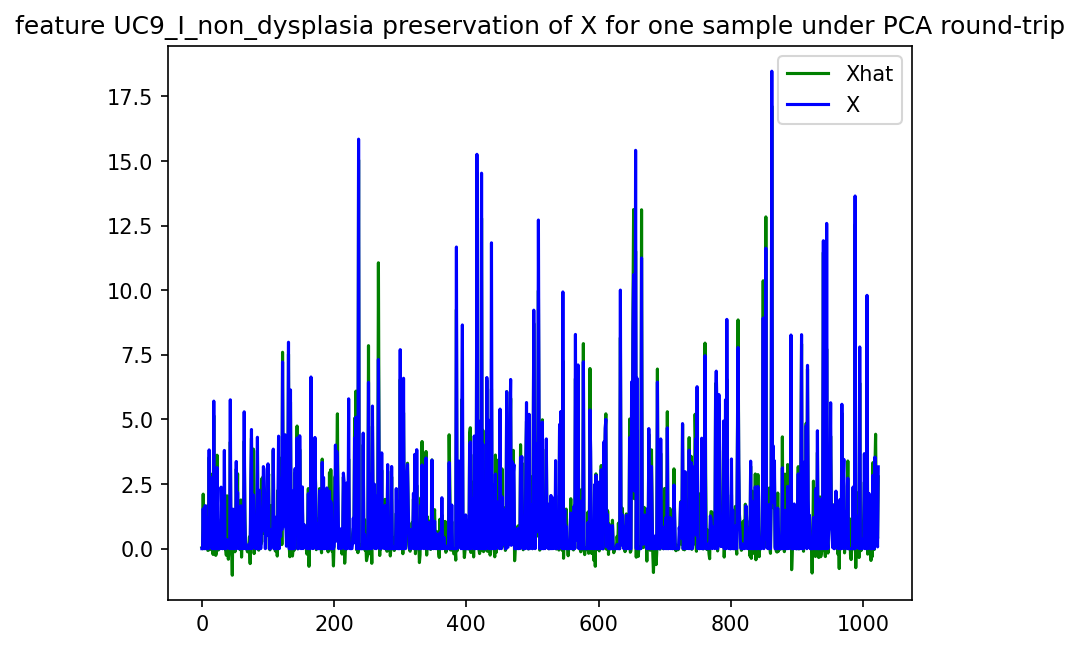 feature UC9_I_non_dysplasia preservation of X for one sample under PCA round-trip
Xhat
X
17.5
15.0
12.5
10.0
7.5
5.0
2.5
0.0
0 200 400 600 800 1000